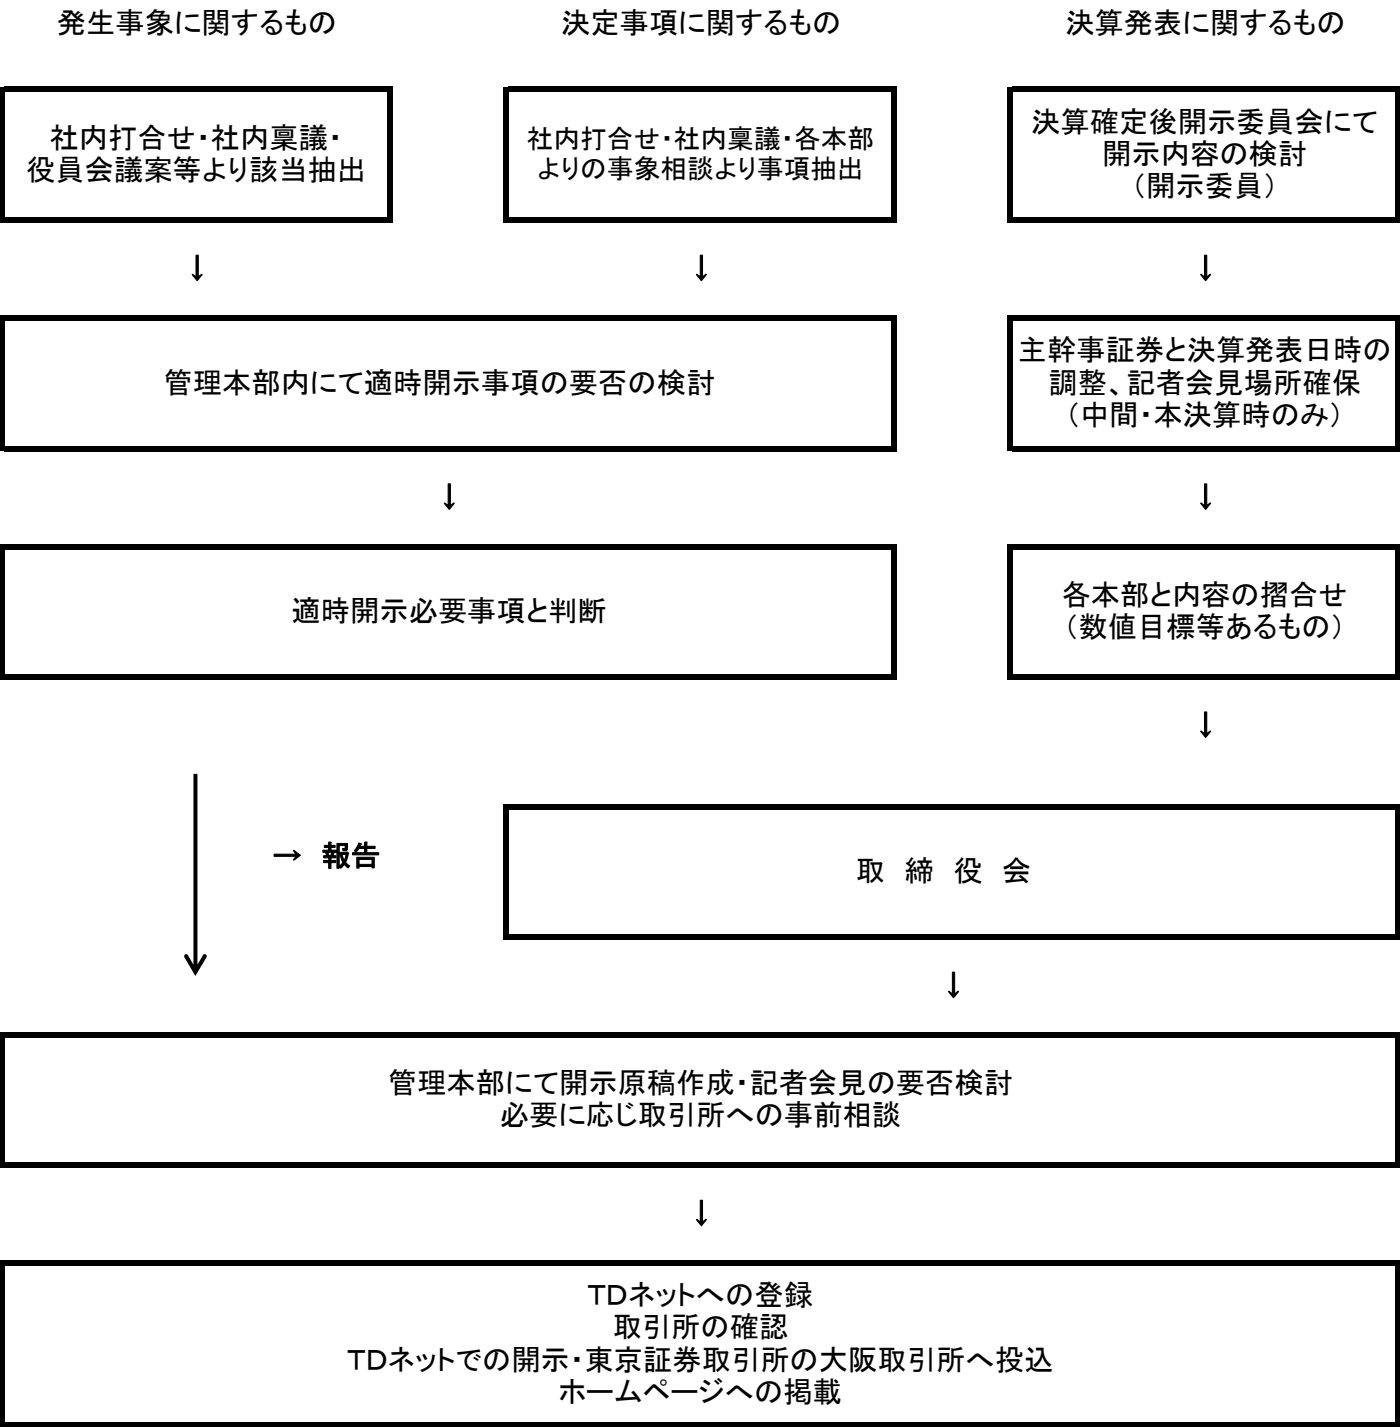 発生事象に関するもの
決定事項に関するもの
決算発表に関するもの
社内打合せ・社内稟議・
役員会議案等より該当抽出
社内打合せ・社内稟議・各本部
よりの事象相談より事項抽出
決算確定後開示委員会にて
開示内容の検討
（開示委員）
↓
↓
↓
管理本部内にて適時開示事項の要否の検討
主幹事証券と決算発表日時の
調整、記者会見場所確保
（中間・本決算時のみ）
↓
↓
適時開示必要事項と判断
各本部と内容の摺合せ
（数値目標等あるもの）
↓
→ 報告
取 締 役 会
↓
管理本部にて開示原稿作成・記者会見の要否検討
必要に応じ取引所への事前相談
↓
TDネットへの登録
取引所の確認
TDネットでの開示・東京証券取引所の大阪取引所へ投込
ホームページへの掲載